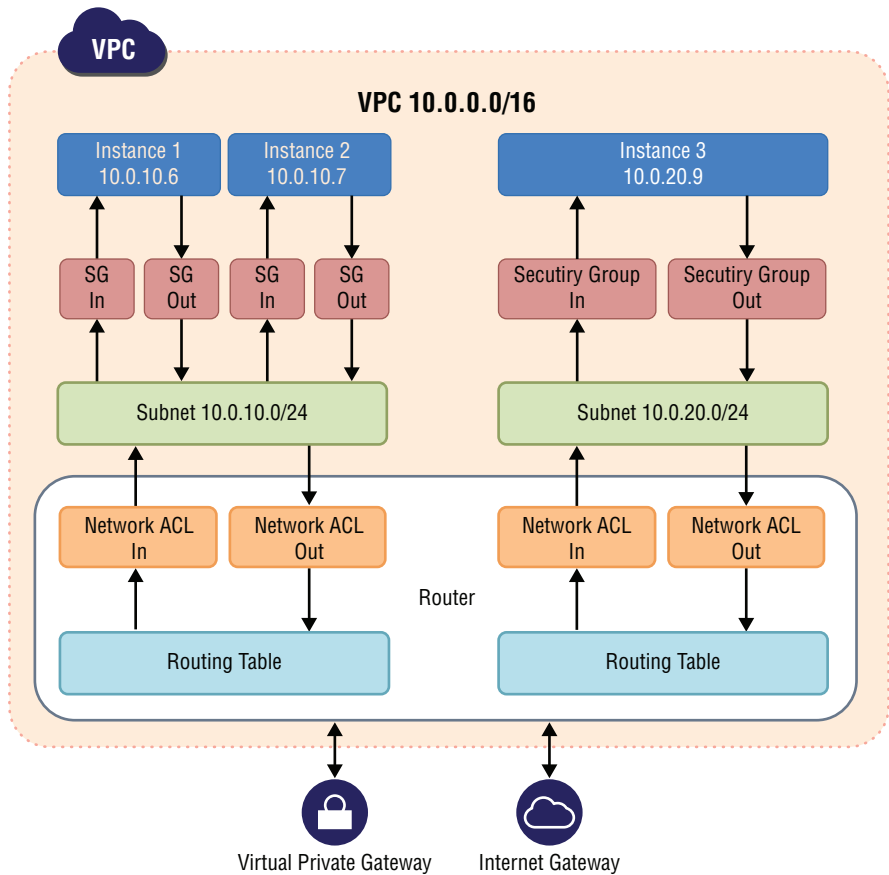 VPC
VPC 10.0.0.0/16
Instance 1
10.0.10.6
Instance 2
10.0.10.7
Instance 3
10.0.20.9
SG
In
SG
Out
SG
In
SG
Out
Secutiry Group
In
Secutiry Group
Out
Subnet 10.0.10.0/24
Subnet 10.0.20.0/24
Network ACL
In
Network ACL
Out
Network ACL
In
Network ACL
Out
Router
Routing Table
Routing Table
Virtual Private Gateway
Internet Gateway